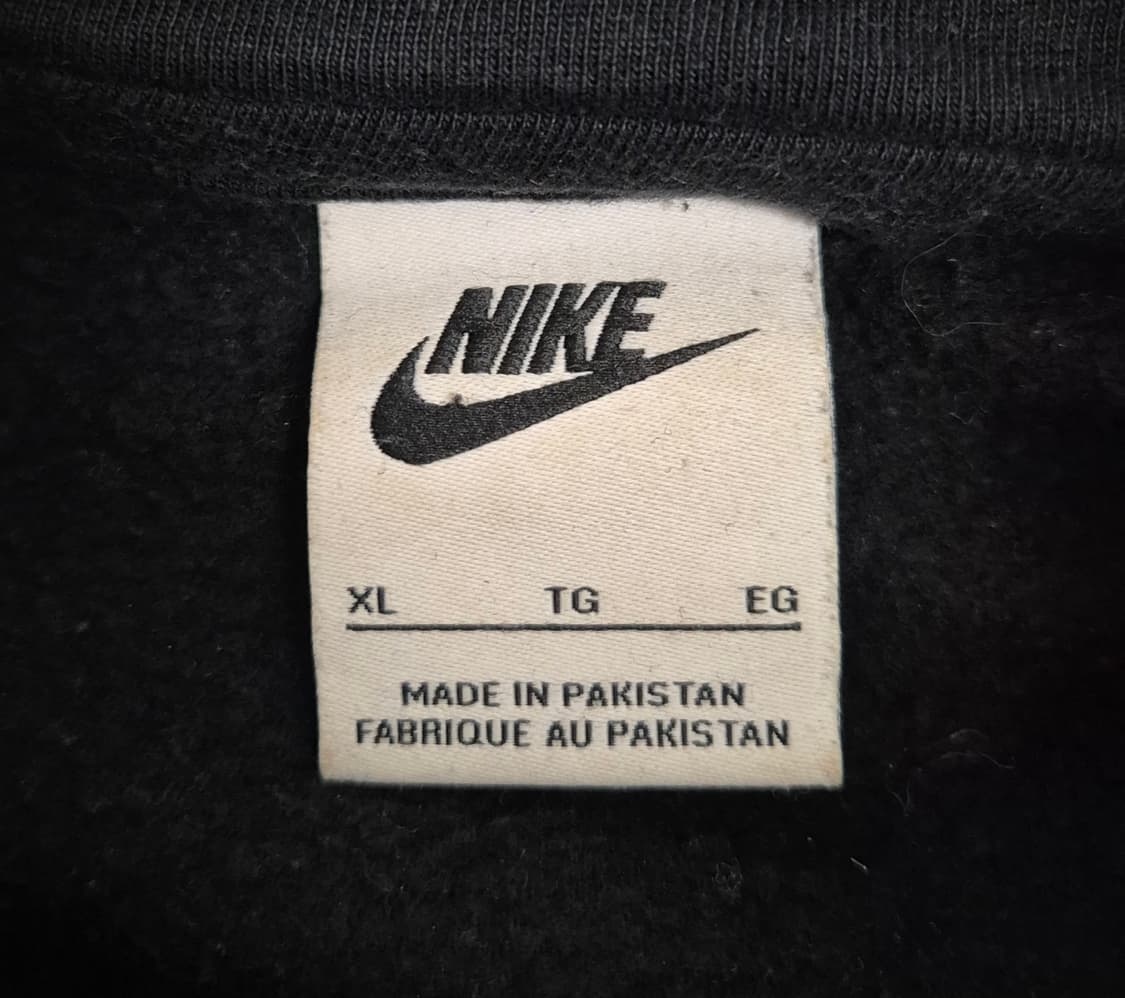 NIKE
XL TG EG
MADE IN PAKISTAN
FABRIQUE AU PAKISTAN